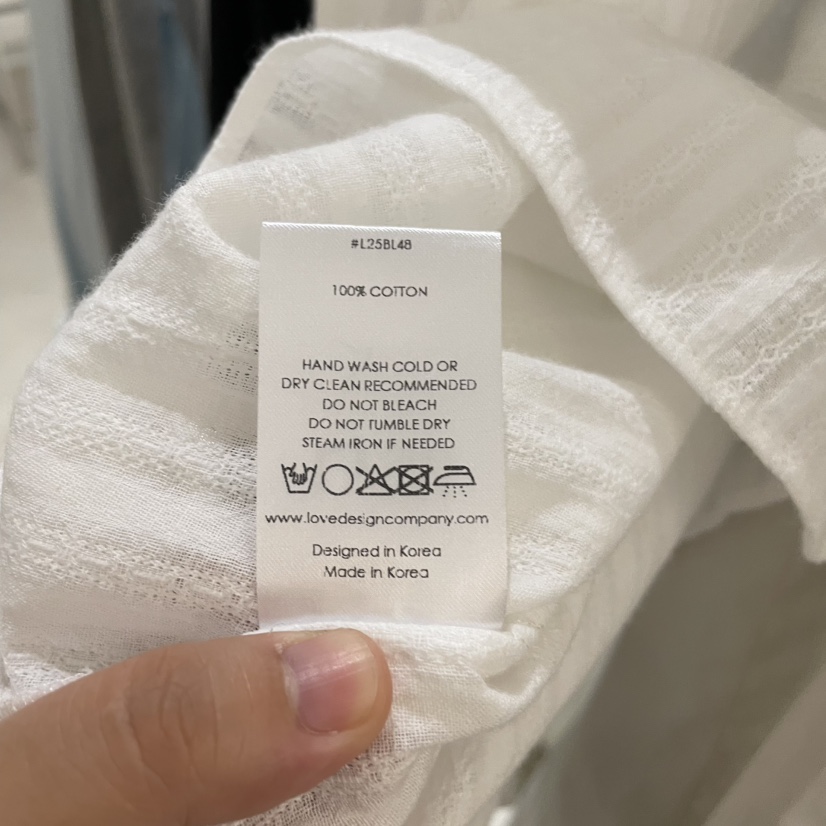 #L25BL48
100% COTTON
HAND WASH COLD OR
DRY CLEAN RECOMMENDED
DO NOT BLEACH
DO NOT TUMBLE DRY
STEAM IRON IF NEEDED
www.lovedesigncompany.com
Designed in Korea
Made in Korea